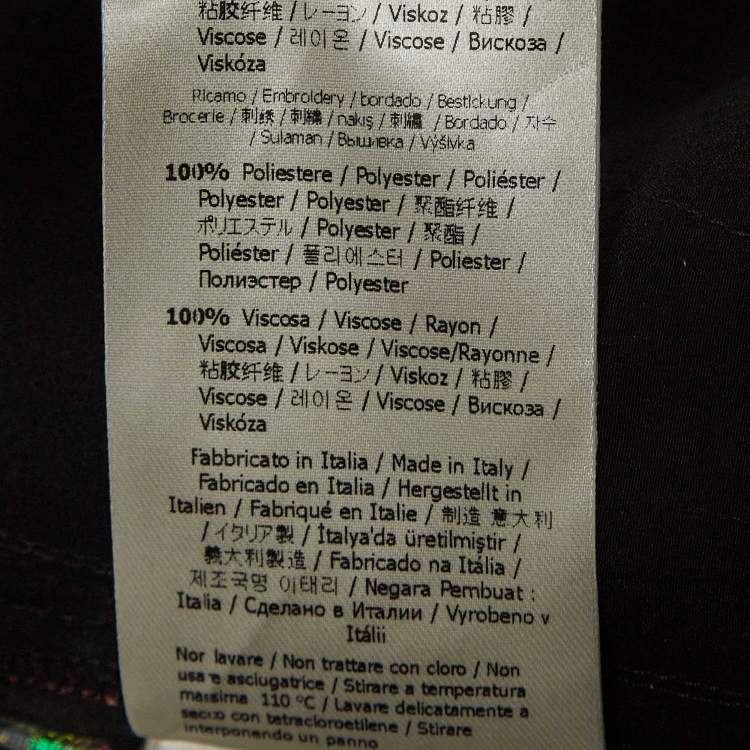 粘胶纤维 / レーヨン / Viskoz / 粘膠 /
Viscose / 레이온 / Viscose / Вискоза /
Viskóza
Ricamo / Embroidery / bordado / Bestickung /
Broderie / 刺绣 / 刺繍 / nakış / 刺繡 / Bordado / 자수
/ Sulaman / Вышивка / Výšivka
100% Poliestere / Polyester / Poliéster /
Polyester / Polyester / 聚酯纤维 /
ポリエステル / Polyester / 聚酯 /
Poliéster / 폴리에스터 / Poliester /
Полиэстер / Polyester
100% Viscosa / Viscose / Rayon /
Viscosa / Viskose / Viscose/Rayonne /
粘胶纤维 / レーヨン / Viskoz / 粘膠 /
Viscose / 레이온 / Viscose / Вискоза /
Viskóza
Fabbricato in Italia / Made in Italy /
Fabricado en Italia / Hergestellt in
Italien / Fabriqué en Italie / 制造 意大利
/ イタリア製 / İtalya'da üretilmiştir /
義大利製造 / Fabricado na Itália /
제조국명 이태리 / Negara Pembuat :
Italia / Сделано в Италии / Vyrobeno v
Itálii
Non lavare / Non trattare con cloro / Non
usare asciugatrice / Stirare a temperatura
massima 110 °C / Lavare delicatamente a
secco con tetracloroetilene / Stirare
interponendo un panno